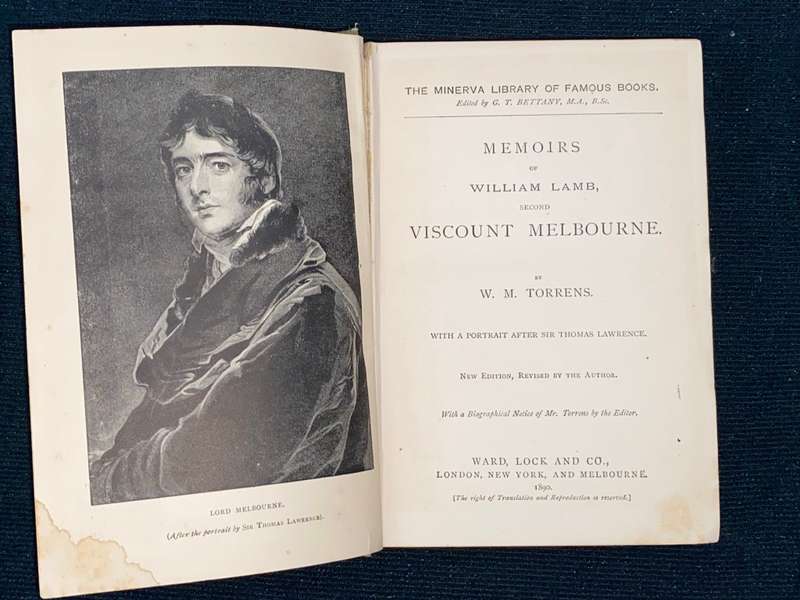 LORD MELBOURNE.
(After the portrait by SIR THOMAS LAWRENCE).
THE MINERVA LIBRARY OF FAMOUS BOOKS.
Edited by G. T. BETTANY, M.A., B.Sc.
MEMOIRS
OF
WILLIAM LAMB,
SECOND
VISCOUNT MELBOURNE.
BY
W. M. TORRENS.
WITH A PORTRAIT AFTER SIR THOMAS LAWRENCE.
NEW EDITION, REVISED BY THE AUTHOR.
With a Biographical Notice of Mr. Torrens by the Editor.
WARD, LOCK AND CO.,
LONDON, NEW YORK, AND MELBOURNE.
1890.
[The right of Translation and Reproduction is reserved.]